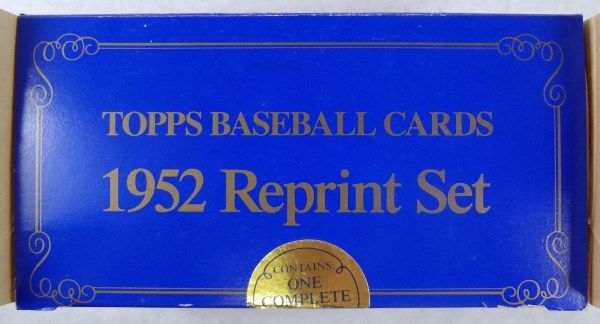 TOPPS BASEBALL CARDS
1952 Reprint Set
CONTAINS:
ONE
COMPLETE